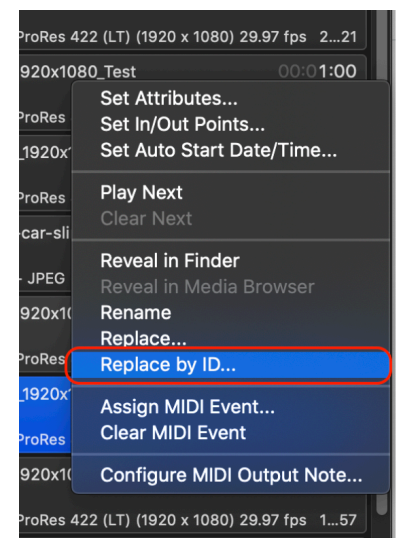 ProRes 422 (LT) (1920 x 1080) 29.97 fps 2...21
920x1080_Test 00:01:00
Set Attributes...
ProRes
Set In/Out Points...
_1920x
Set Auto Start Date/Time...
ProRes
Play Next
Clear Next
-car-sli
Reveal in Finder
- JPEG
Reveal in Media Browser
920x10
Rename
Replace...
ProRes
Replace by ID...
_1920x
Assign MIDI Event...
ProRes
Clear MIDI Event
920x10
Configure MIDI Output Note...
ProRes 422 (LT) (1920 x 1080) 29.97 fps 1...57